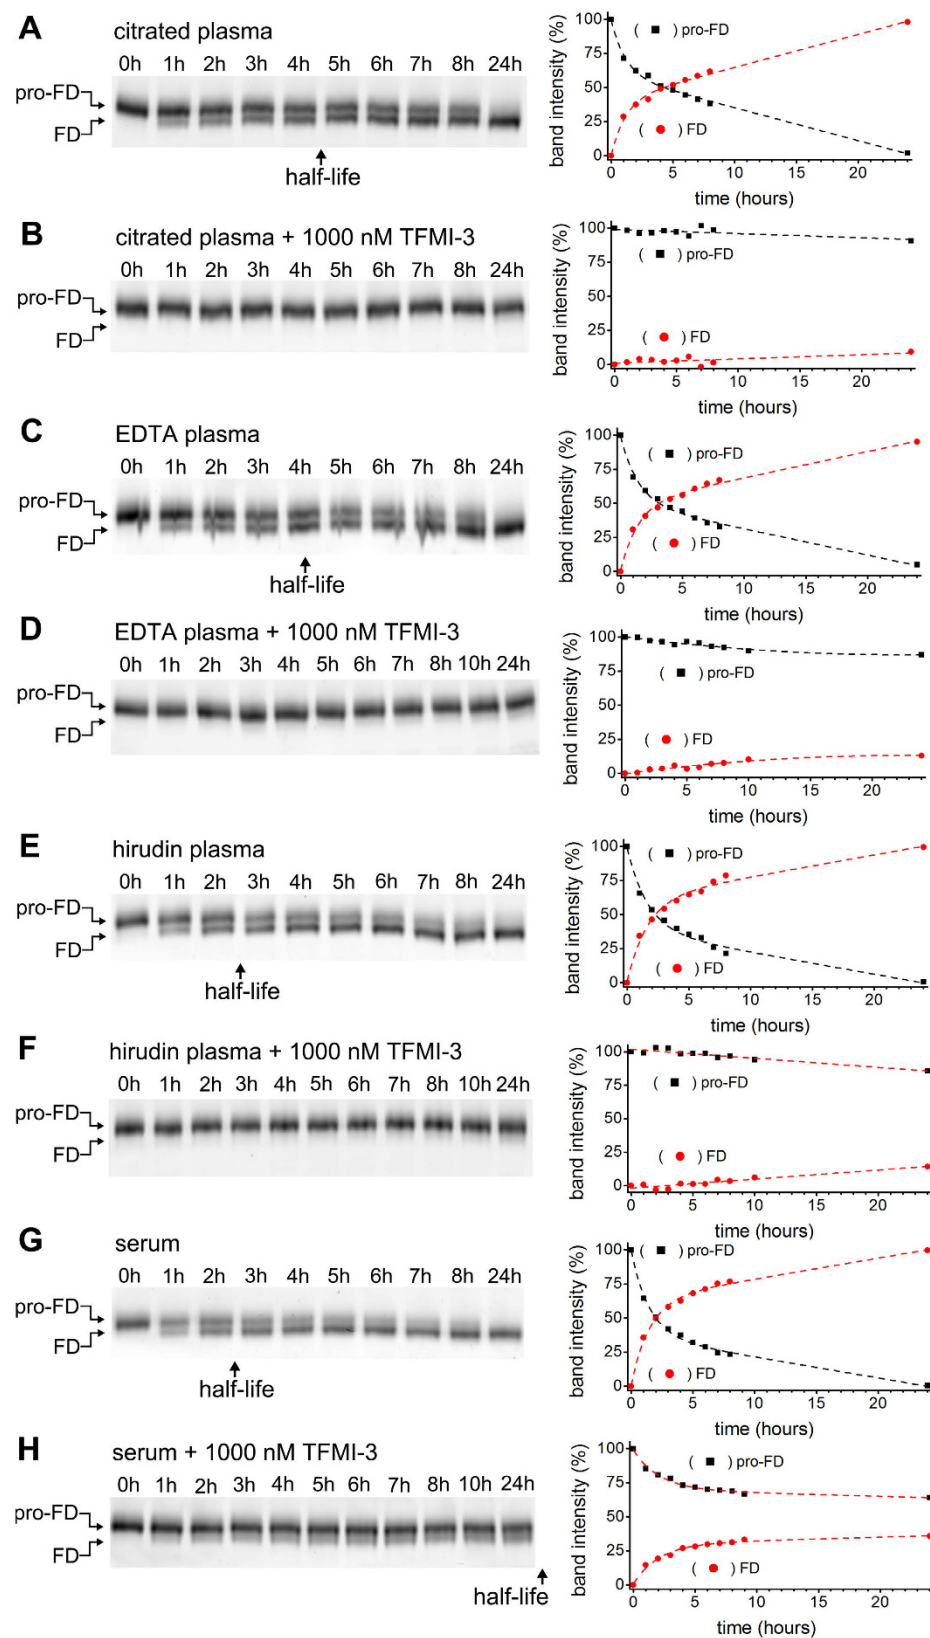 A
citrated plasma
0h 1h 2h 3h 4h 5h 6h 7h 8h 24h
pro-FD
FD
half-life
band intensity (%)
100
75
50
25
0
( ■ ) pro-FD
( ● ) FD
0 5 10 15 20
time (hours)
B
citrated plasma + 1000 nM TFMI-3
0h 1h 2h 3h 4h 5h 6h 7h 8h 24h
pro-FD
FD
band intensity (%)
100
75
50
25
0
( ■ ) pro-FD
( ● ) FD
0 5 10 15 20
time (hours)
C
EDTA plasma
0h 1h 2h 3h 4h 5h 6h 7h 8h 24h
pro-FD
FD
half-life
band intensity (%)
100
75
50
25
0
( ■ ) pro-FD
( ● ) FD
0 5 10 15 20
time (hours)
D
EDTA plasma + 1000 nM TFMI-3
0h 1h 2h 3h 4h 5h 6h 7h 8h 10h 24h
pro-FD
FD
band intensity (%)
100
75
50
25
0
( ■ ) pro-FD
( ● ) FD
0 5 10 15 20
time (hours)
E
hirudin plasma
0h 1h 2h 3h 4h 5h 6h 7h 8h 24h
pro-FD
FD
half-life
band intensity (%)
100
75
50
25
0
( ■ ) pro-FD
( ● ) FD
0 5 10 15 20
time (hours)
F
hirudin plasma + 1000 nM TFMI-3
0h 1h 2h 3h 4h 5h 6h 7h 8h 10h 24h
pro-FD
FD
band intensity (%)
100
75
50
25
0
( ■ ) pro-FD
( ● ) FD
0 5 10 15 20
time (hours)
G
serum
0h 1h 2h 3h 4h 5h 6h 7h 8h 24h
pro-FD
FD
half-life
band intensity (%)
100
75
50
25
0
( ■ ) pro-FD
( ● ) FD
0 5 10 15 20
time (hours)
H
serum + 1000 nM TFMI-3
0h 1h 2h 3h 4h 5h 6h 7h 8h 10h 24h
pro-FD
FD
half-life
band intensity (%)
100
75
50
25
0
( ■ ) pro-FD
( ● ) FD
0 5 10 15 20
time (hours)